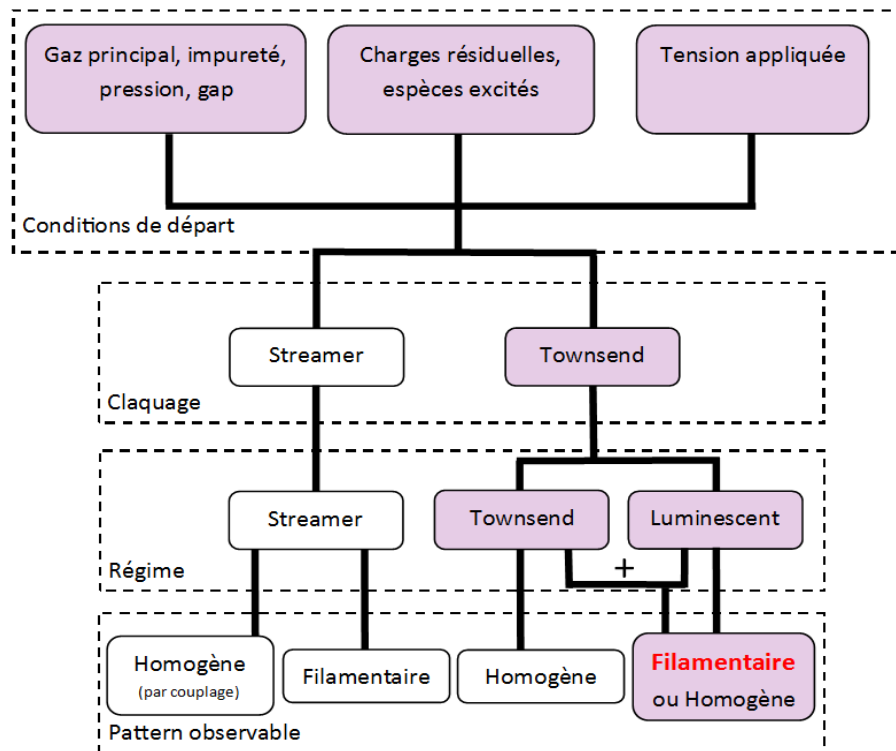 Gaz principal, impureté,
pression, gap
Charges résiduelles,
espèces excités
Tension appliquée
Conditions de départ
Streamer
Townsend
Claquage
Streamer
Townsend
Luminescent
+
Régime
Homogène
(par couplage)
Filamentaire
Homogène
Filamentaire
ou Homogène
Pattern observable